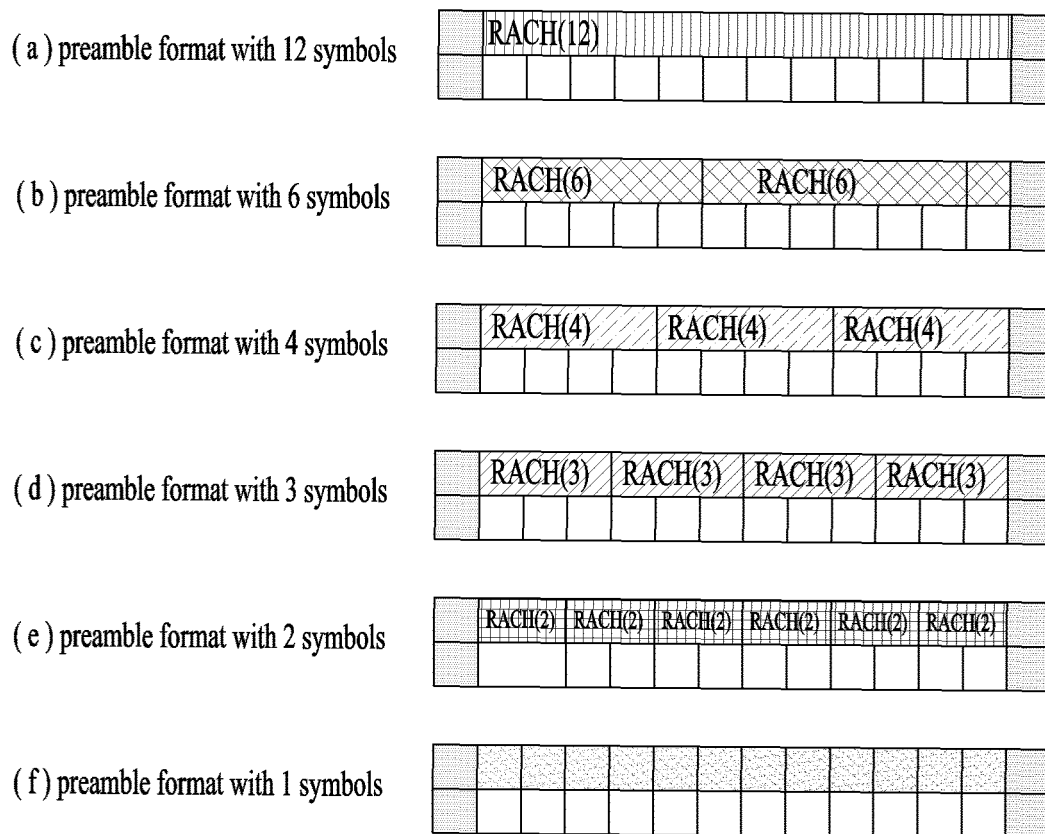 (a) preamble format with 12 symbols
RACH(12)
(b) preamble format with 6 symbols
RACH(6) RACH(6)
(c) preamble format with 4 symbols
RACH(4) RACH(4) RACH(4)
(d) preamble format with 3 symbols
RACH(3) RACH(3) RACH(3) RACH(3)
(e) preamble format with 2 symbols
RACH(2) RACH(2) RACH(2) RACH(2) RACH(2) RACH(2)
(f) preamble format with 1 symbols